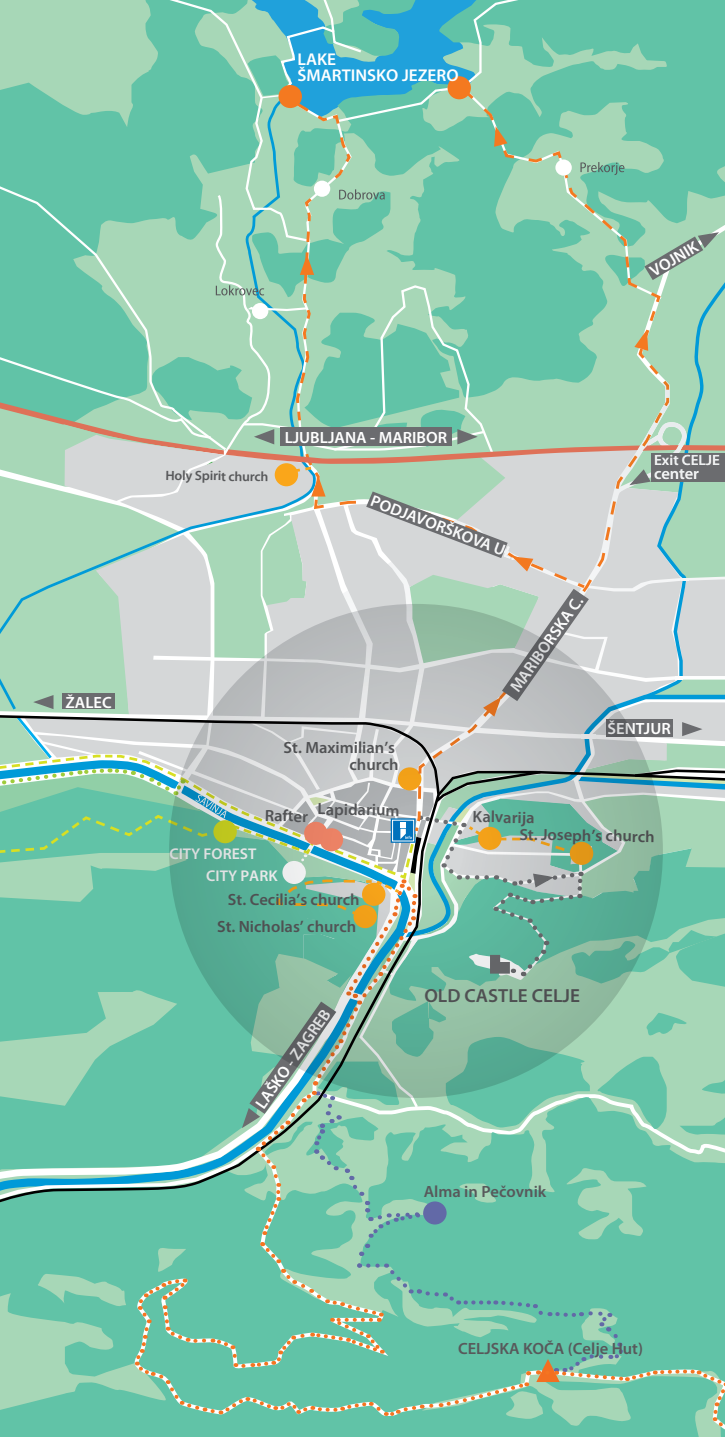 LAKE
ŠMARTINSKO JEZERO
Prekorje
Dobrova
VOJNIK
Lokrovec
LJUBLJANA - MARIBOR
Exit CELJE
center
Holy Spirit church
PODJAVORŠKOVA U
MARIBORSKA C.
ŽALEC
ŠENTJUR
St. Maximilian's
church
SAVINJA
Rafter
Lapidarium
Kalvarija
St. Joseph's church
CITY FOREST
CITY PARK
St. Cecilia's church
St. Nicholas' church
OLD CASTLE CELJE
LAŠKO - ZAGREB
Alma in Pečovnik
CELJSKA KOČA (Celje Hut)